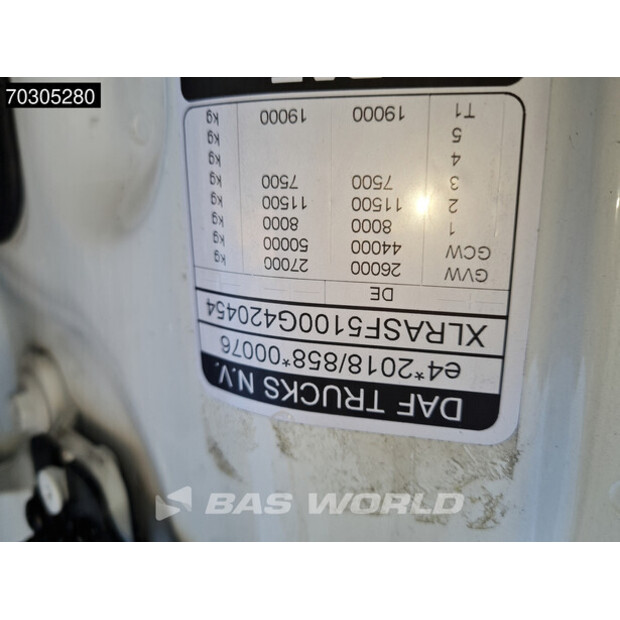 70305280
DAF TRUCKS N.V.
e4*2018/858*00076
XLRASF5100G420454
DE
GVW 26000 27000 kg
GCW 44000 50000 kg
1 8000 8000 kg
2 11500 11500 kg
3 7500 7500 kg
4 kg
5 kg
T1 19000 19000 kg
BAS WORLD